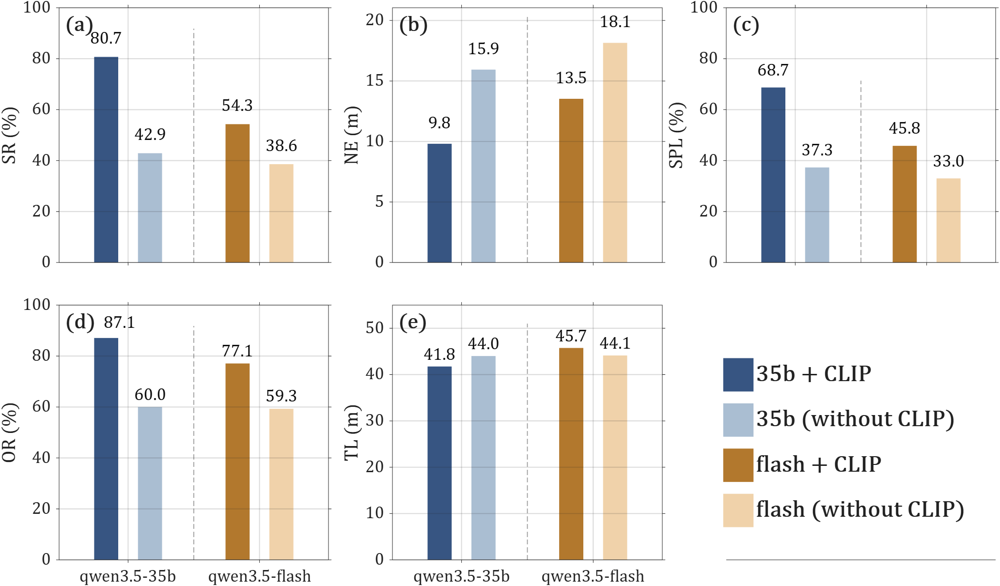 (a)
SR (%)
100
80
60
40
20
0
80.7
42.9
54.3
38.6
(b)
NE (m)
20
15
10
5
0
9.8
15.9
13.5
18.1
(c)
SPL (%)
100
80
60
40
20
0
68.7
37.3
45.8
33.0
(d)
OR (%)
100
80
60
40
20
0
87.1
60.0
77.1
59.3
qwen3.5-35b
qwen3.5-flash
(e)
TL (m)
50
40
30
20
10
0
41.8
44.0
45.7
44.1
qwen3.5-35b
qwen3.5-flash
35b + CLIP
35b (without CLIP)
flash + CLIP
flash (without CLIP)